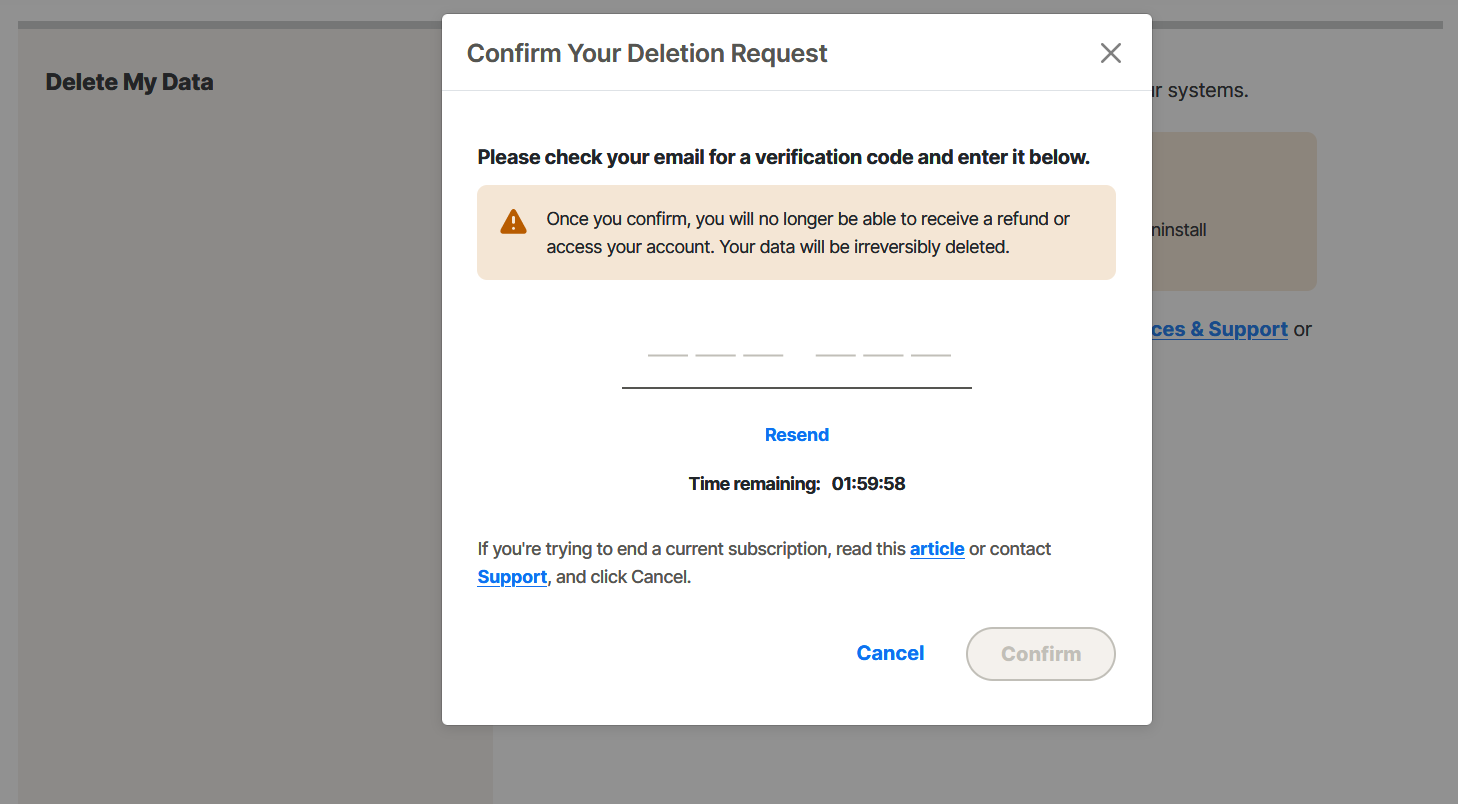 Confirm Your Deletion Request
Delete My Data
systems.
Please check your email for a verification code and enter it below.
Once you confirm, you will no longer be able to receive a refund or
access your account. Your data will be irreversibly deleted.
& Support or
Resend
Time remaining: 01:59:58
If you're trying to end a current subscription, read this article or contact
Support, and click Cancel.
Cancel
Confirm